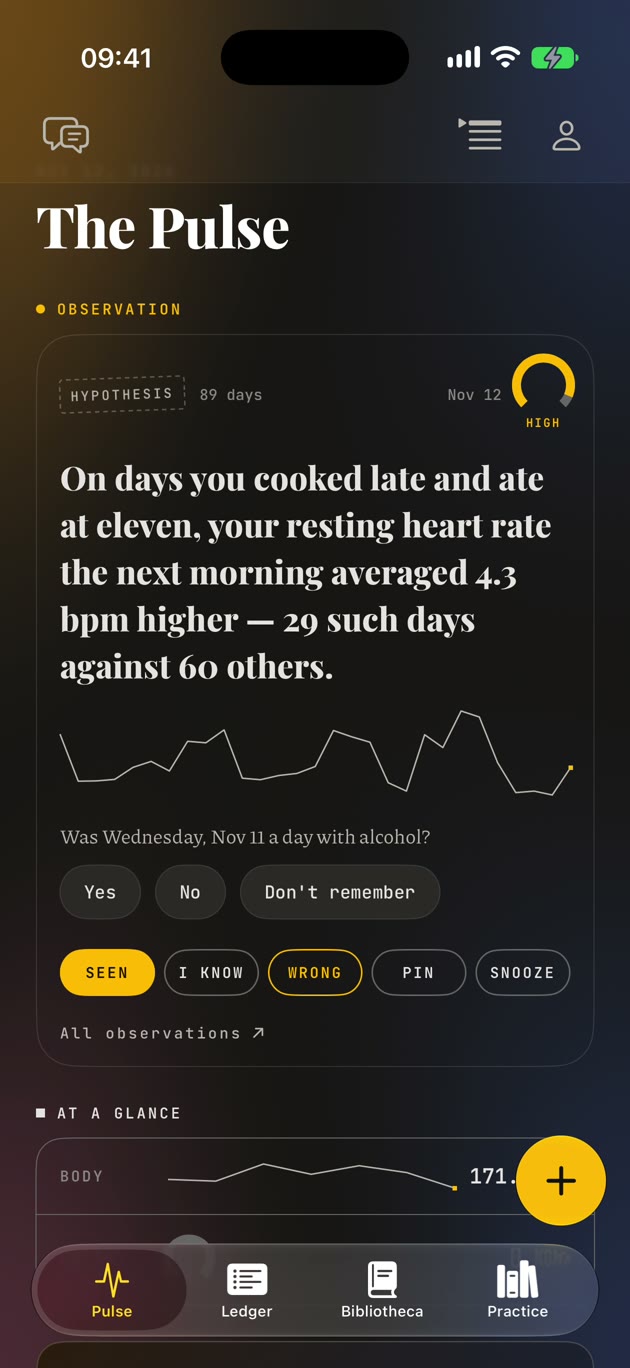 09:41
The Pulse
OBSERVATION
HYPOTHESIS 89 days Nov 12
HIGH
On days you cooked late and ate
at eleven, your resting heart rate
the next morning averaged 4.3
bpm higher — 29 such days
against 60 others.
Was Wednesday, Nov 11 a day with alcohol?
Yes No Don't remember
SEEN I KNOW WRONG PIN SNOOZE
All observations ↗
AT A GLANCE
BODY 171.
Pulse Ledger Bibliotheca Practice